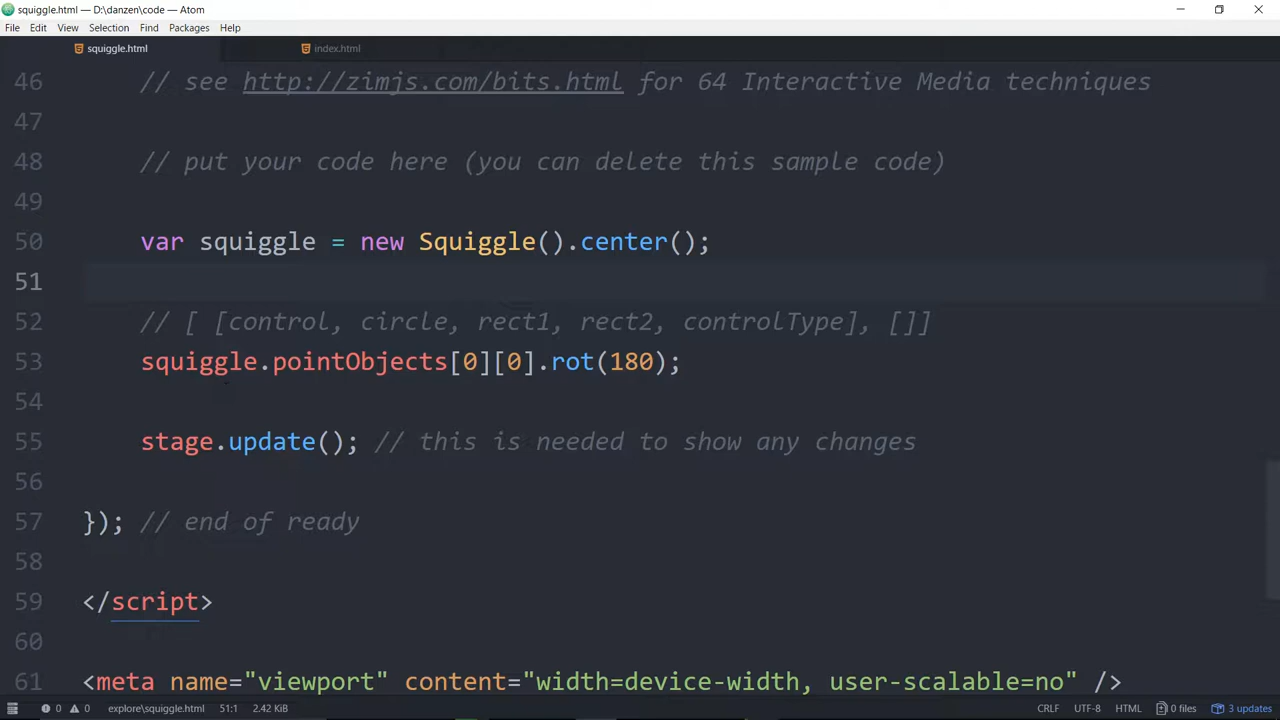 squiggle.html — D:\danzen\code — Atom
File Edit View Selection Find Packages Help
squiggle.html index.html
46 // see http://zimjs.com/bits.html for 64 Interactive Media techniques
47
48 // put your code here (you can delete this sample code)
49
50 var squiggle = new Squiggle().center();
51
52 // [ [control, circle, rect1, rect2, controlType], []]
53 squiggle.pointObjects[0][0].rot(180);
54
55 stage.update(); // this is needed to show any changes
56
57 }); // end of ready
58
59 </script>
60
61 <meta name="viewport" content="width=device-width, user-scalable=no" />
0 0 explore\squiggle.html 51:1 2.42 KiB CRLF UTF-8 HTML 0 files 3 updates